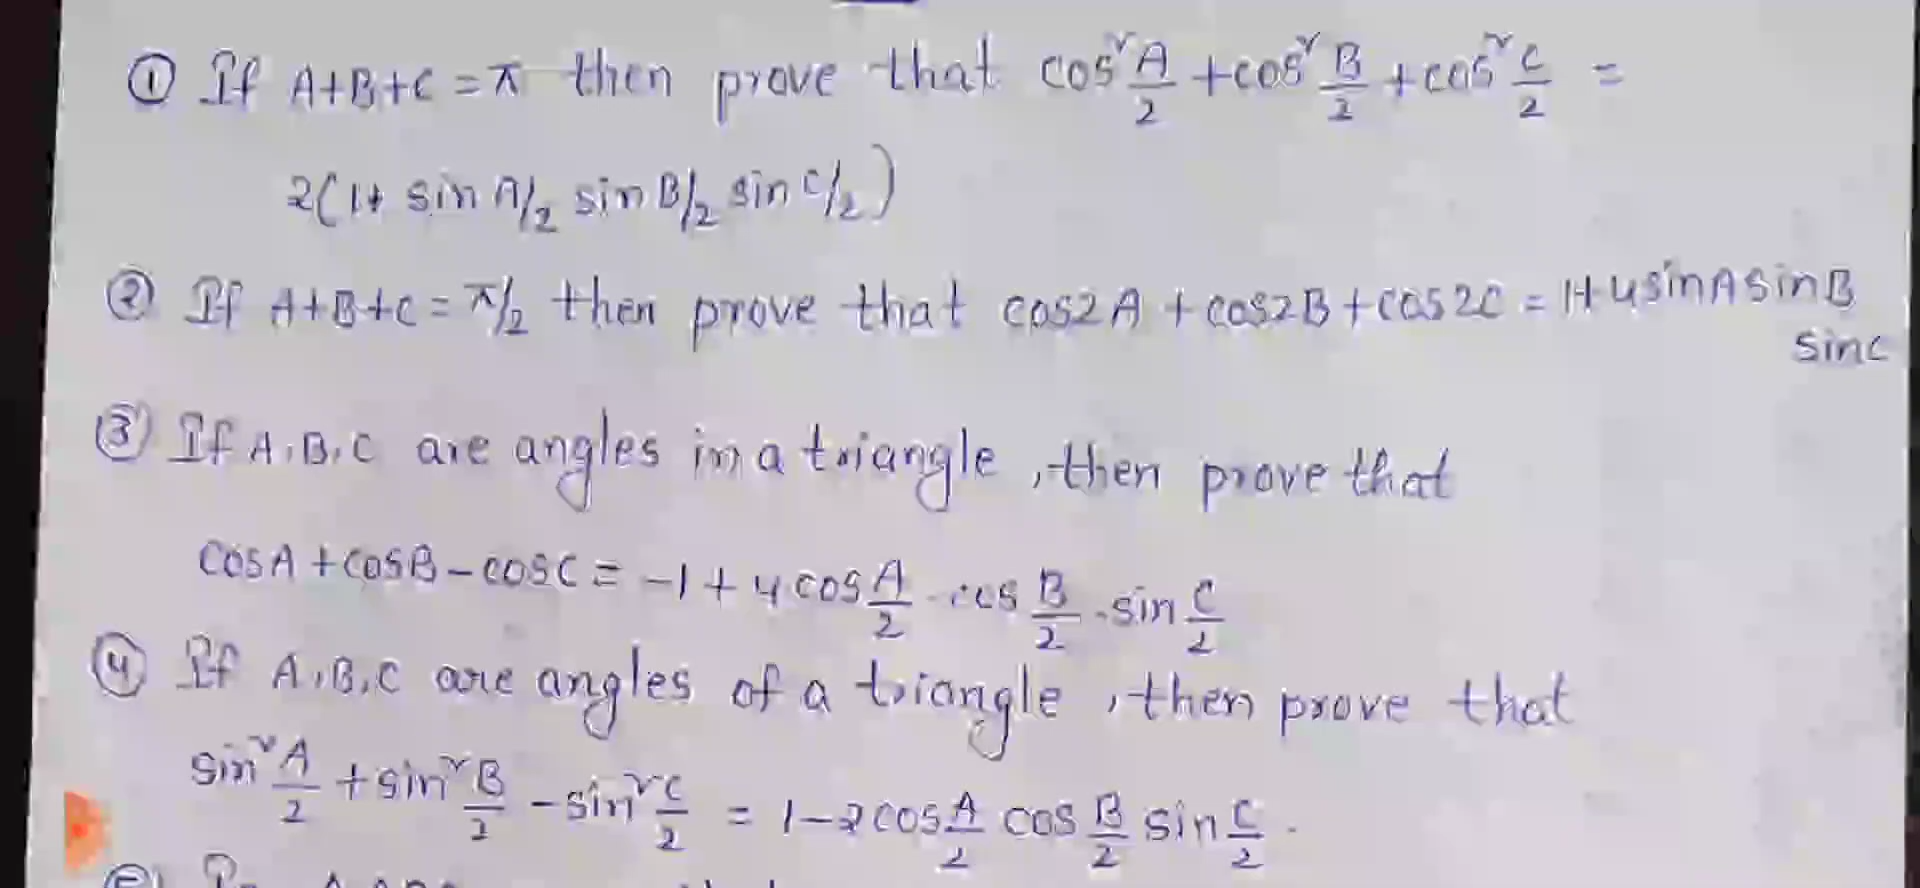 ① If A+B+C = π then prove that cos²A/2 + cos²B/2 + cos²C/2 =
2(1+ sin A/2 sin B/2 sin C/2)
② If A+B+C = π/2 then prove that cos2A + cos2B + cos2C = 1+4sinAsinB
sinC
③ If A,B,C are angles in a triangle, then prove that
cosA + cosB - cosC = -1 + 4 cos A/2 . cos B/2 . sin C/2
④ If A,B,C are angles of a triangle, then prove that
sin²A/2 + sin²B/2 - sin²C/2 = 1-2cos A/2 cos B/2 sin C/2.